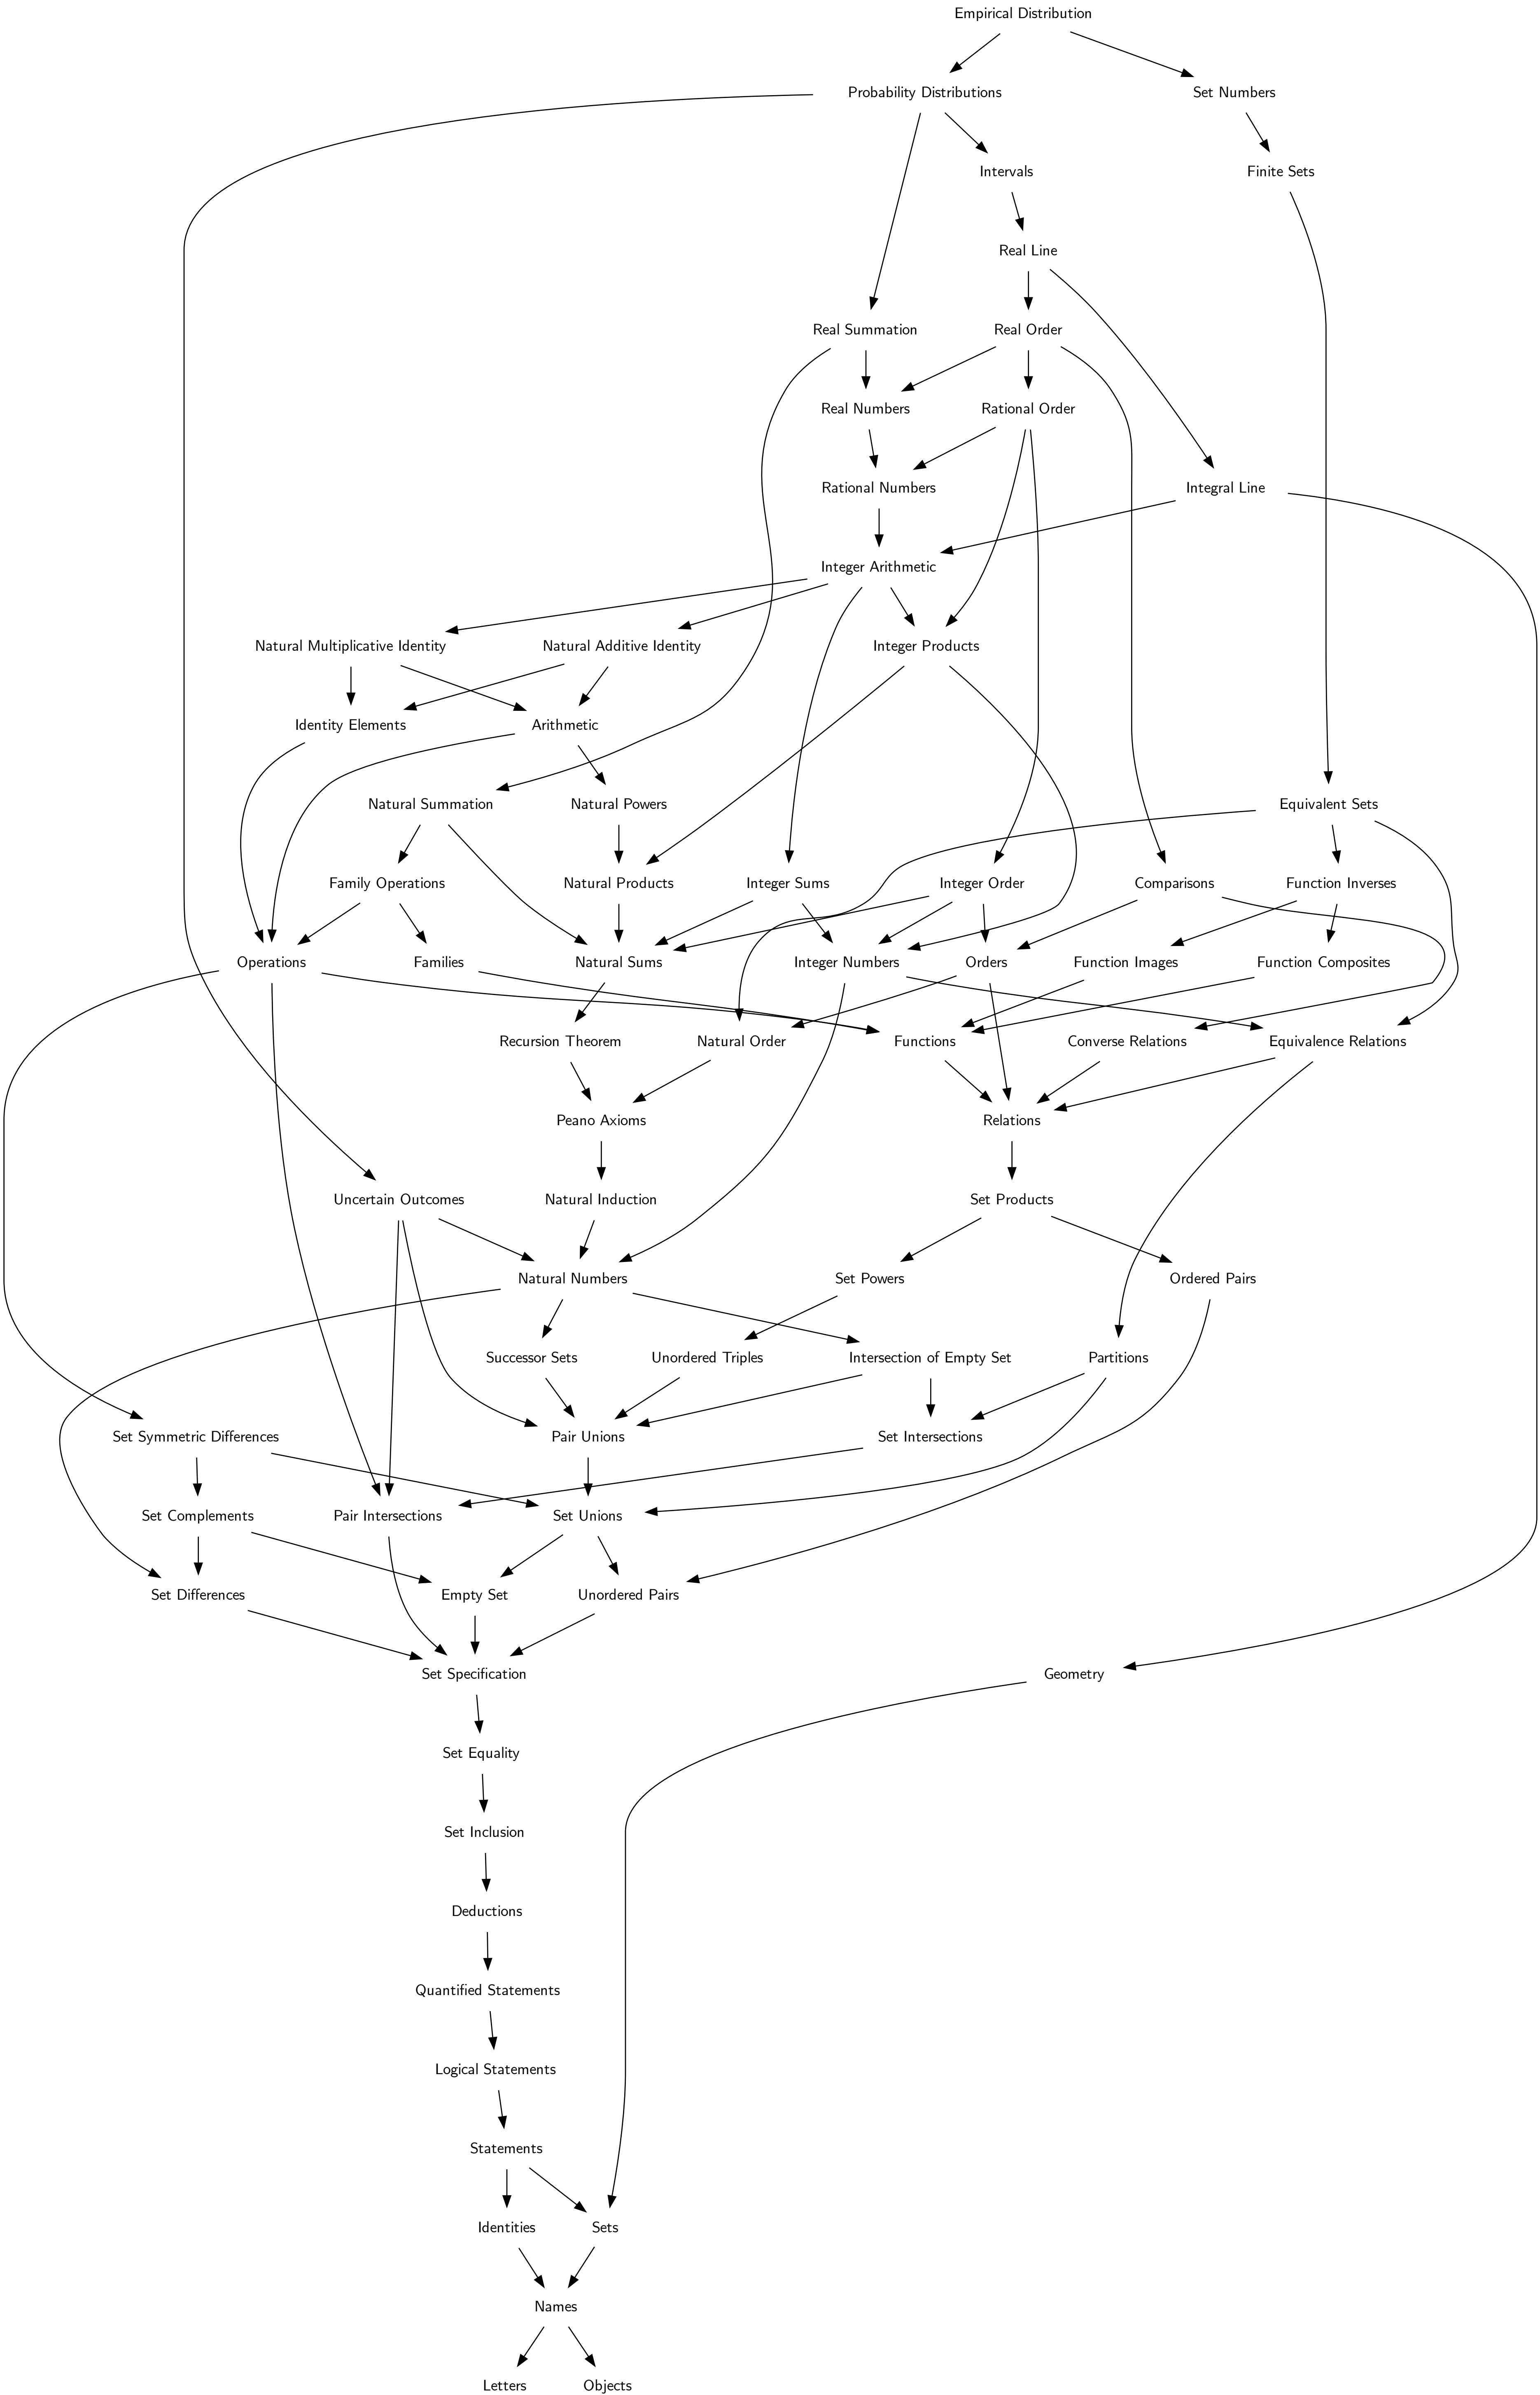 Empirical Distribution
Probability Distributions
Set Numbers
Intervals
Finite Sets
Real Line
Real Summation
Real Order
Real Numbers
Rational Order
Rational Numbers
Integral Line
Integer Arithmetic
Natural Multiplicative Identity
Natural Additive Identity
Integer Products
Identity Elements
Arithmetic
Natural Summation
Natural Powers
Equivalent Sets
Family Operations
Natural Products
Integer Sums
Integer Order
Comparisons
Function Inverses
Operations
Families
Natural Sums
Integer Numbers
Orders
Function Images
Function Composites
Recursion Theorem
Natural Order
Functions
Converse Relations
Equivalence Relations
Peano Axioms
Relations
Uncertain Outcomes
Natural Induction
Set Products
Natural Numbers
Set Powers
Ordered Pairs
Successor Sets
Unordered Triples
Intersection of Empty Set
Partitions
Set Symmetric Differences
Pair Unions
Set Intersections
Set Complements
Pair Intersections
Set Unions
Set Differences
Empty Set
Unordered Pairs
Set Specification
Geometry
Set Equality
Set Inclusion
Deductions
Quantified Statements
Logical Statements
Statements
Identities
Sets
Names
Letters
Objects